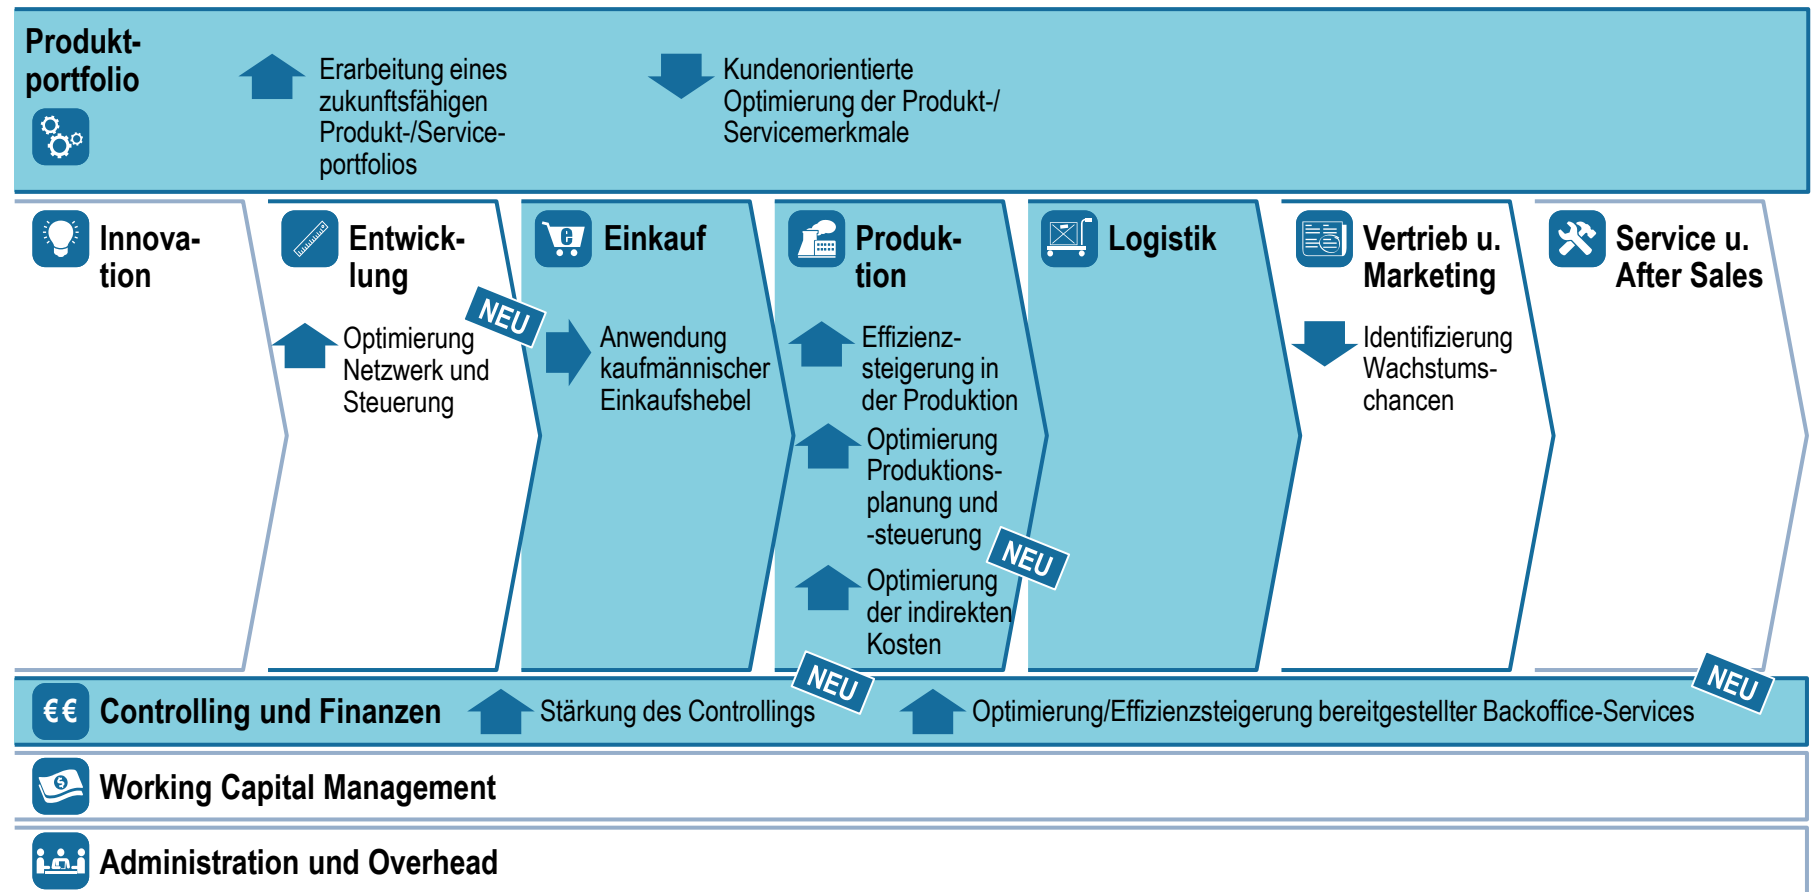 Produkt-
portfolio
Erarbeitung eines
zukunftsfähigen
Produkt-/Service-
portfolios
Kundenorientierte
Optimierung der Produkt-/
Servicemerkmale
Innova-
tion
Entwick-
lung
NEU
Optimierung
Netzwerk und
Steuerung
e
Einkauf
Anwendung
kaufmännischer
Einkaufshebel
Produk-
tion
Effizienz-
steigerung in
der Produktion
Optimierung
Produktions-
planung und
-steuerung
NEU
Optimierung
der indirekten
Kosten
Logistik
Vertrieb u.
Marketing
Identifizierung
Wachstums-
chancen
Service u.
After Sales
€€
Controlling und Finanzen
Stärkung des Controllings
NEU
Optimierung/Effizienzsteigerung bereitgestellter Backoffice-Services
NEU
Working Capital Management
Administration und Overhead